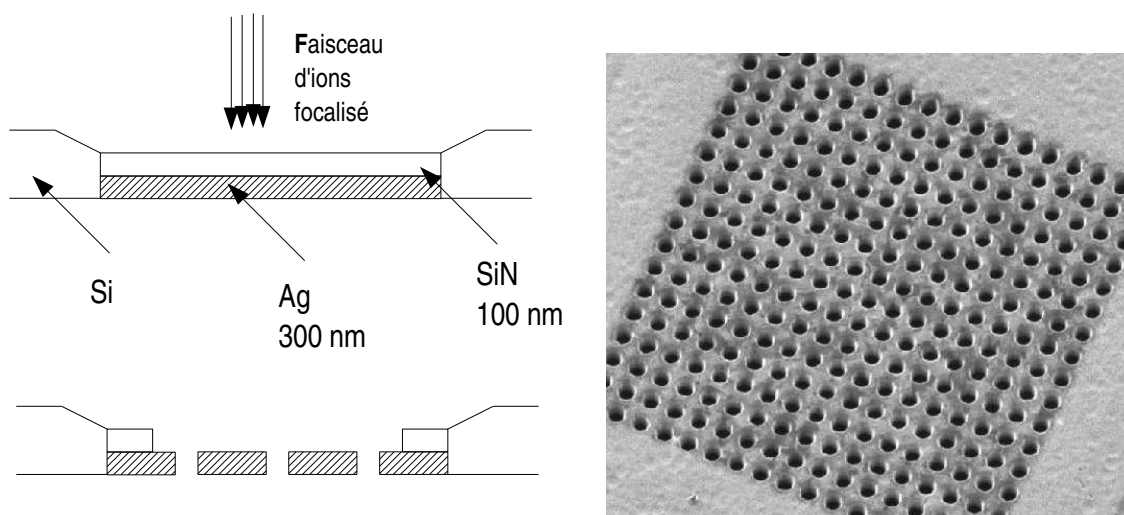 Faisceau
d'ions
focalisé
Si
Ag
300 nm
SiN
100 nm